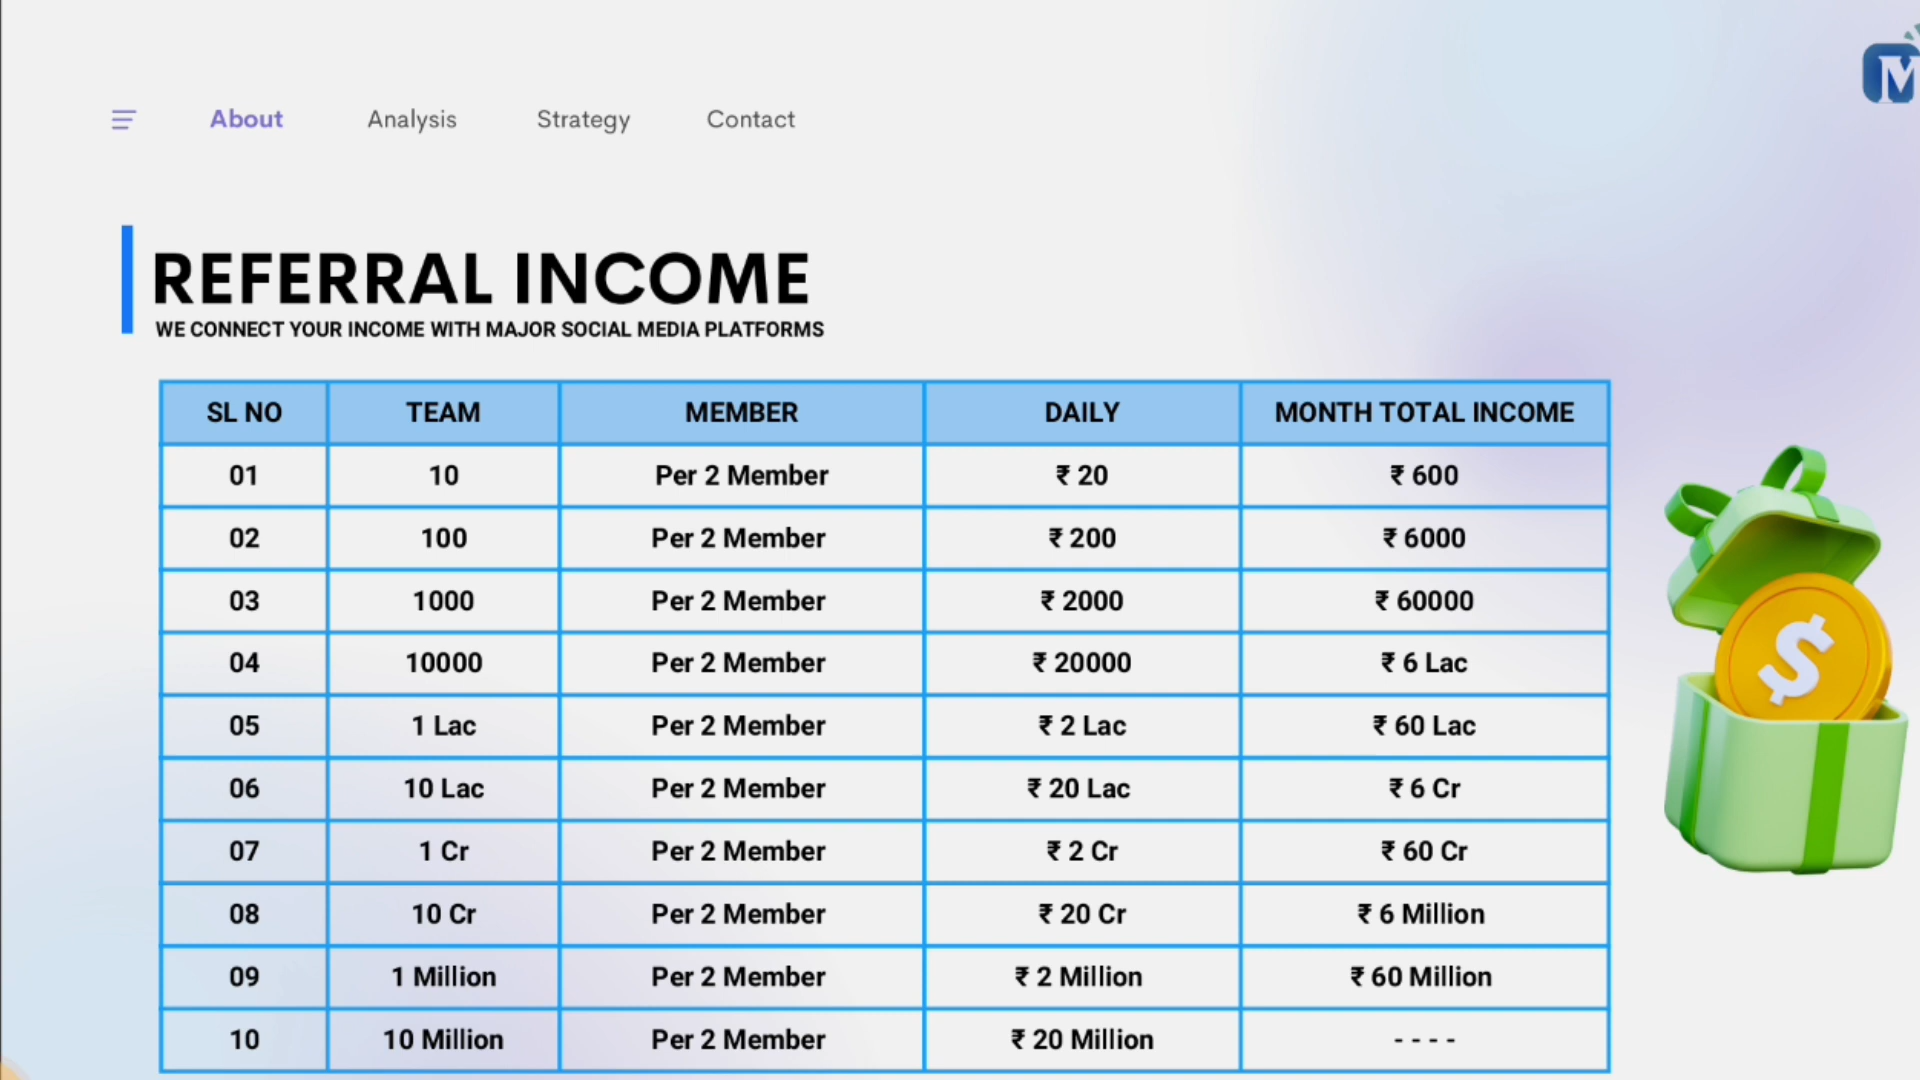 About Analysis Strategy Contact
M
REFERRAL INCOME
WE CONNECT YOUR INCOME WITH MAJOR SOCIAL MEDIA PLATFORMS
SL NO TEAM MEMBER DAILY MONTH TOTAL INCOME
01 10 Per 2 Member ₹ 20 ₹ 600
02 100 Per 2 Member ₹ 200 ₹ 6000
03 1000 Per 2 Member ₹ 2000 ₹ 60000
04 10000 Per 2 Member ₹ 20000 ₹ 6 Lac
05 1 Lac Per 2 Member ₹ 2 Lac ₹ 60 Lac
06 10 Lac Per 2 Member ₹ 20 Lac ₹ 6 Cr
07 1 Cr Per 2 Member ₹ 2 Cr ₹ 60 Cr
08 10 Cr Per 2 Member ₹ 20 Cr ₹ 6 Million
09 1 Million Per 2 Member ₹ 2 Million ₹ 60 Million
10 10 Million Per 2 Member ₹ 20 Million - - - -
$